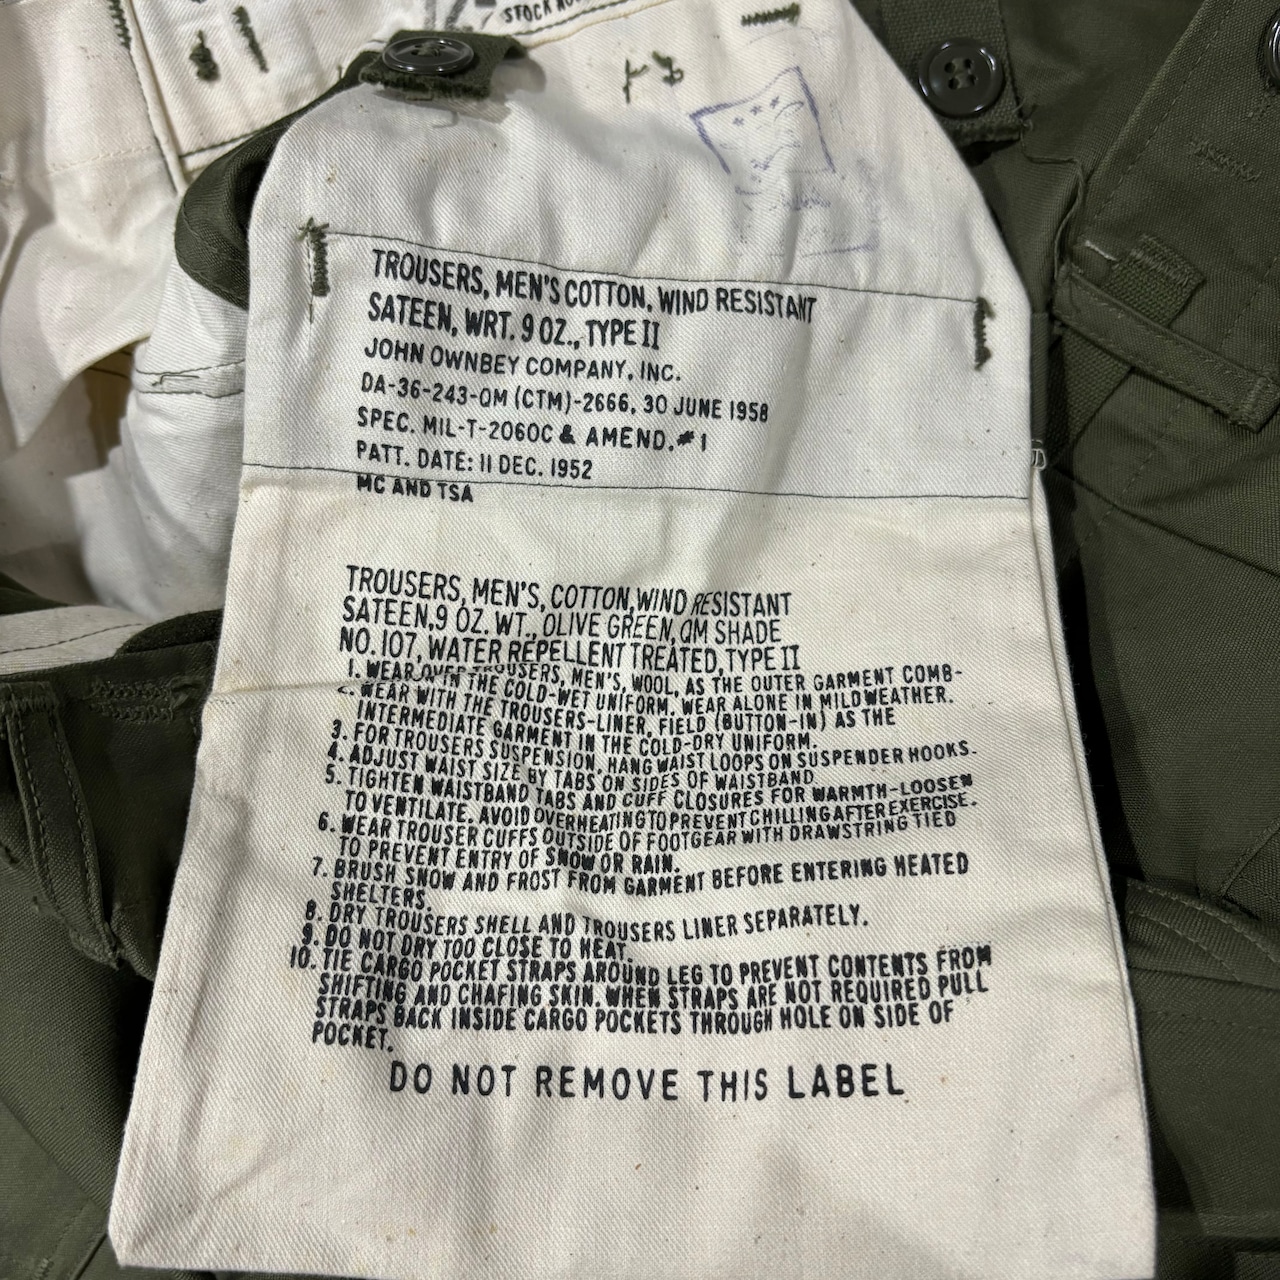 STOCK NO
TROUSERS, MEN'S COTTON, WIND RESISTANT
SATEEN, WRT. 9 OZ., TYPE II
JOHN OWNBEY COMPANY, INC.
DA-36-243-QM (CTM)-2666, 30 JUNE 1958
SPEC. MIL-T-2060C & AMEND. #1
PATT. DATE: 11 DEC. 1952
MC AND TSA
TROUSERS, MEN'S, COTTON, WIND RESISTANT
SATEEN, 9 OZ. WT., OLIVE GREEN, QM SHADE
NO. 107, WATER REPELLENT TREATED, TYPE II
1. WEAR OVER TROUSERS, MEN'S, WOOL, AS THE OUTER GARMENT COMB-
IN THE COLD-WET UNIFORM. WEAR ALONE IN MILD WEATHER.
2. WEAR WITH THE TROUSERS-LINER, FIELD (BUTTON-IN) AS THE
INTERMEDIATE GARMENT IN THE COLD-DRY UNIFORM.
3. FOR TROUSERS SUSPENSION, HANG WAIST LOOPS ON SUSPENDER HOOKS.
4. ADJUST WAIST SIZE BY TABS ON SIDES OF WAISTBAND.
5. TIGHTEN WAISTBAND TABS AND CUFF CLOSURES FOR WARMTH-LOOSEN
TO VENTILATE. AVOID OVERHEATING TO PREVENT CHILLING AFTER EXERCISE.
6. WEAR TROUSER CUFFS OUTSIDE OF FOOTGEAR WITH DRAWSTRING TIED
TO PREVENT ENTRY OF SNOW OR RAIN.
7. BRUSH SNOW AND FROST FROM GARMENT BEFORE ENTERING HEATED
SHELTERS.
8. DRY TROUSERS SHELL AND TROUSERS LINER SEPARATELY.
9. DO NOT DRY TOO CLOSE TO HEAT.
10. TIE CARGO POCKET STRAPS AROUND LEG TO PREVENT CONTENTS FROM
SHIFTING AND CHAFING SKIN. WHEN STRAPS ARE NOT REQUIRED PULL
STRAPS BACK INSIDE CARGO POCKETS THROUGH HOLE ON SIDE OF
POCKET.
DO NOT REMOVE THIS LABEL